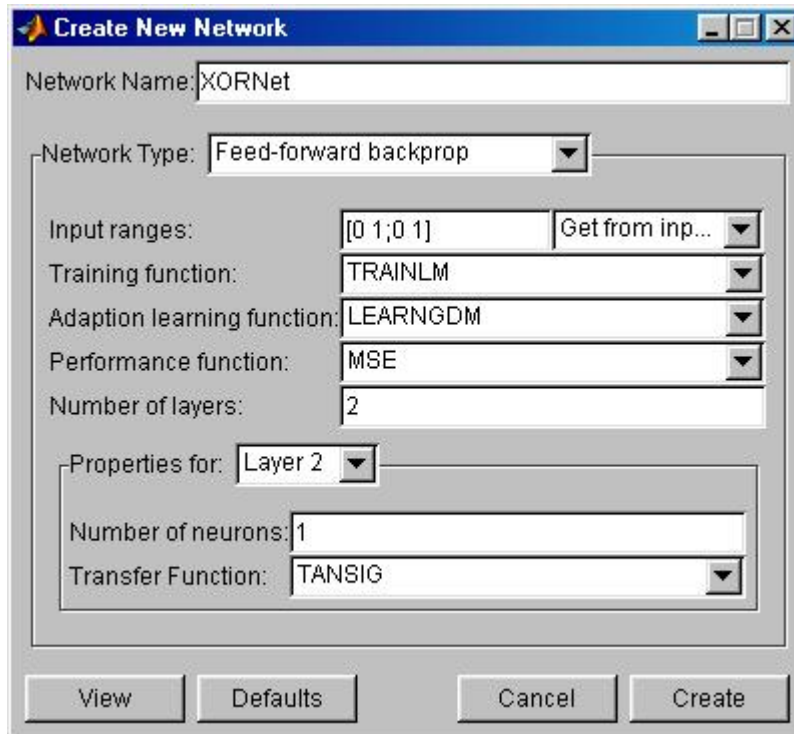 Create New Network
Network Name: XORNet
Network Type: Feed-forward backprop
Input ranges: [0 1;0 1] Get from inp...
Training function: TRAINLM
Adaption learning function: LEARNGDM
Performance function: MSE
Number of layers: 2
Properties for: Layer 2
Number of neurons: 1
Transfer Function: TANSIG
View Defaults Cancel Create